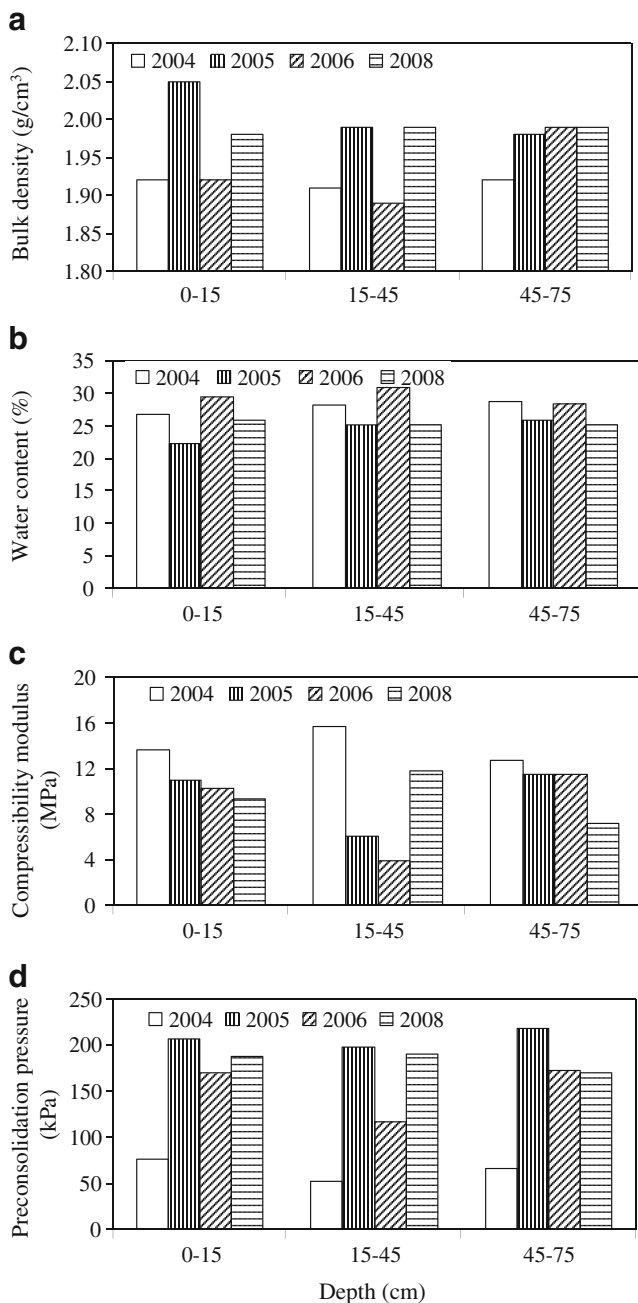 a
2.10
2004 2005 2006 2008
2.05
2.00
1.95
1.90
1.85
1.80
Bulk density (g/cm³)
0-15 15-45 45-75
b
35
2004 2005 2006 2008
30
25
20
15
10
5
0
Water content (%)
0-15 15-45 45-75
c
20
2004 2005 2006 2008
16
12
8
4
0
Compressibility modulus
(MPa)
0-15 15-45 45-75
d
250
2004 2005 2006 2008
200
150
100
50
0
Preconsolidation pressure
(kPa)
0-15 15-45 45-75
Depth (cm)